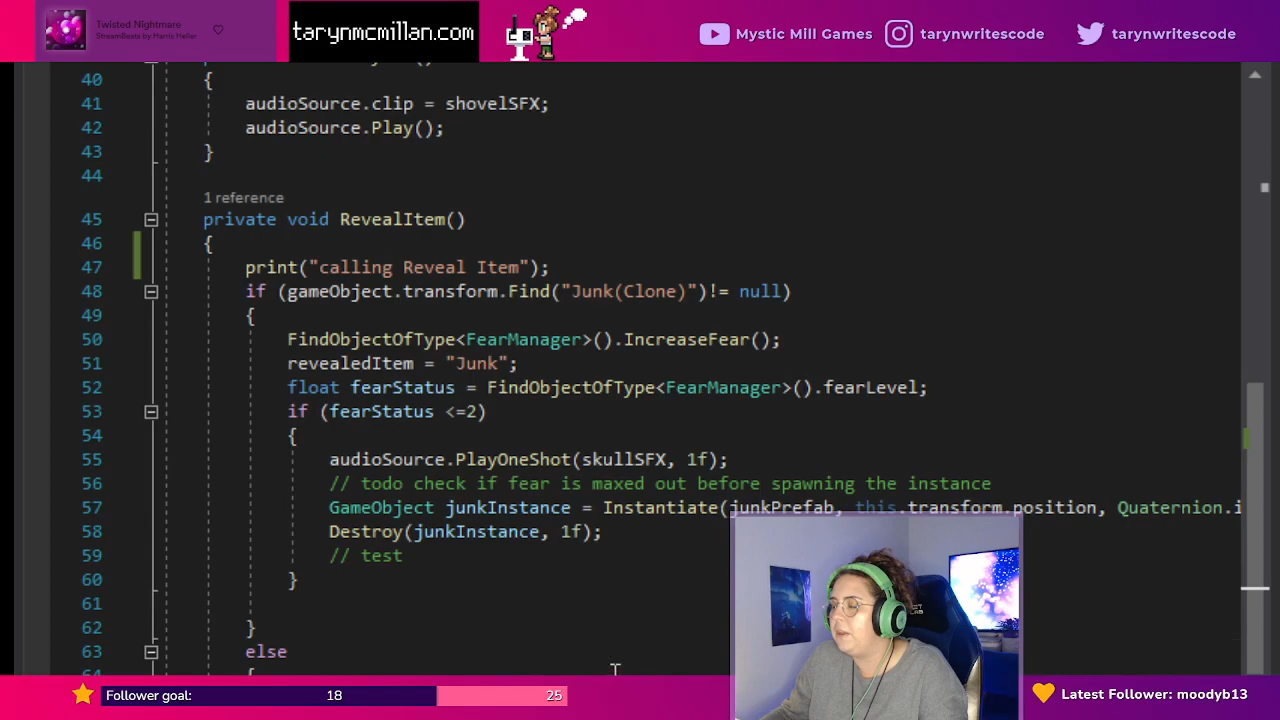 Twisted Nightmare
StreamBeats by Harris Heller
tarynmcmillan.com
Mystic Mill Games
tarynwritescode
tarynwritescode
40 {
41 audioSource.clip = shovelSFX;
42 audioSource.Play();
43 }
44
1 reference
45 private void RevealItem()
46 {
47 print("calling Reveal Item");
48 if (gameObject.transform.Find("Junk(Clone)")!= null)
49 {
50 FindObjectOfType<FearManager>().IncreaseFear();
51 revealedItem = "Junk";
52 float fearStatus = FindObjectOfType<FearManager>().fearLevel;
53 if (fearStatus <=2)
54 {
55 audioSource.PlayOneShot(skullSFX, 1f);
56 // todo check if fear is maxed out before spawning the instance
57 GameObject junkInstance = Instantiate(junkPrefab, this.transform.position, Quaternion.i
58 Destroy(junkInstance, 1f);
59 // test
60 }
61
62 }
63 else
{
Follower goal: 18 25
Latest Follower: moodyb13